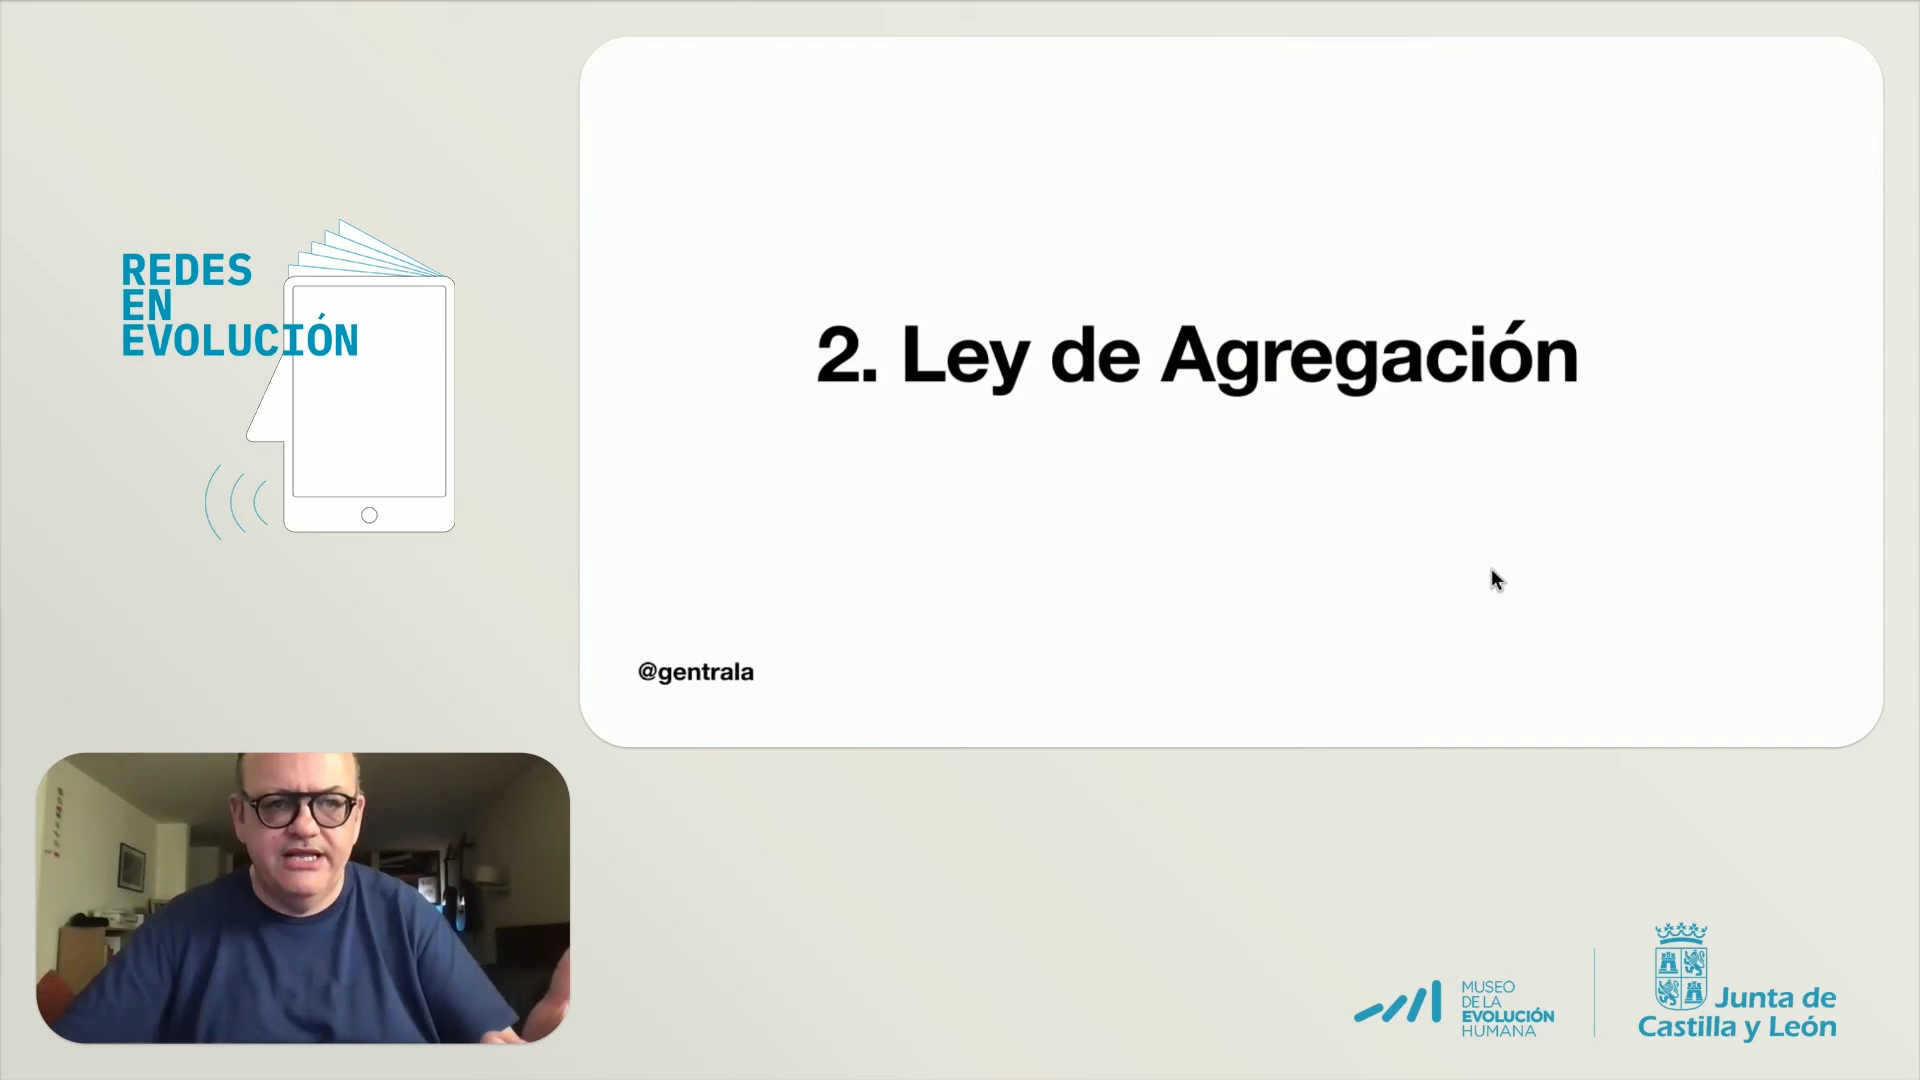 REDES
EN
EVOLUCIÓN
2. Ley de Agregación
@gentrala
MUSEO
DE LA
EVOLUCIÓN
HUMANA
Junta de
Castilla y León